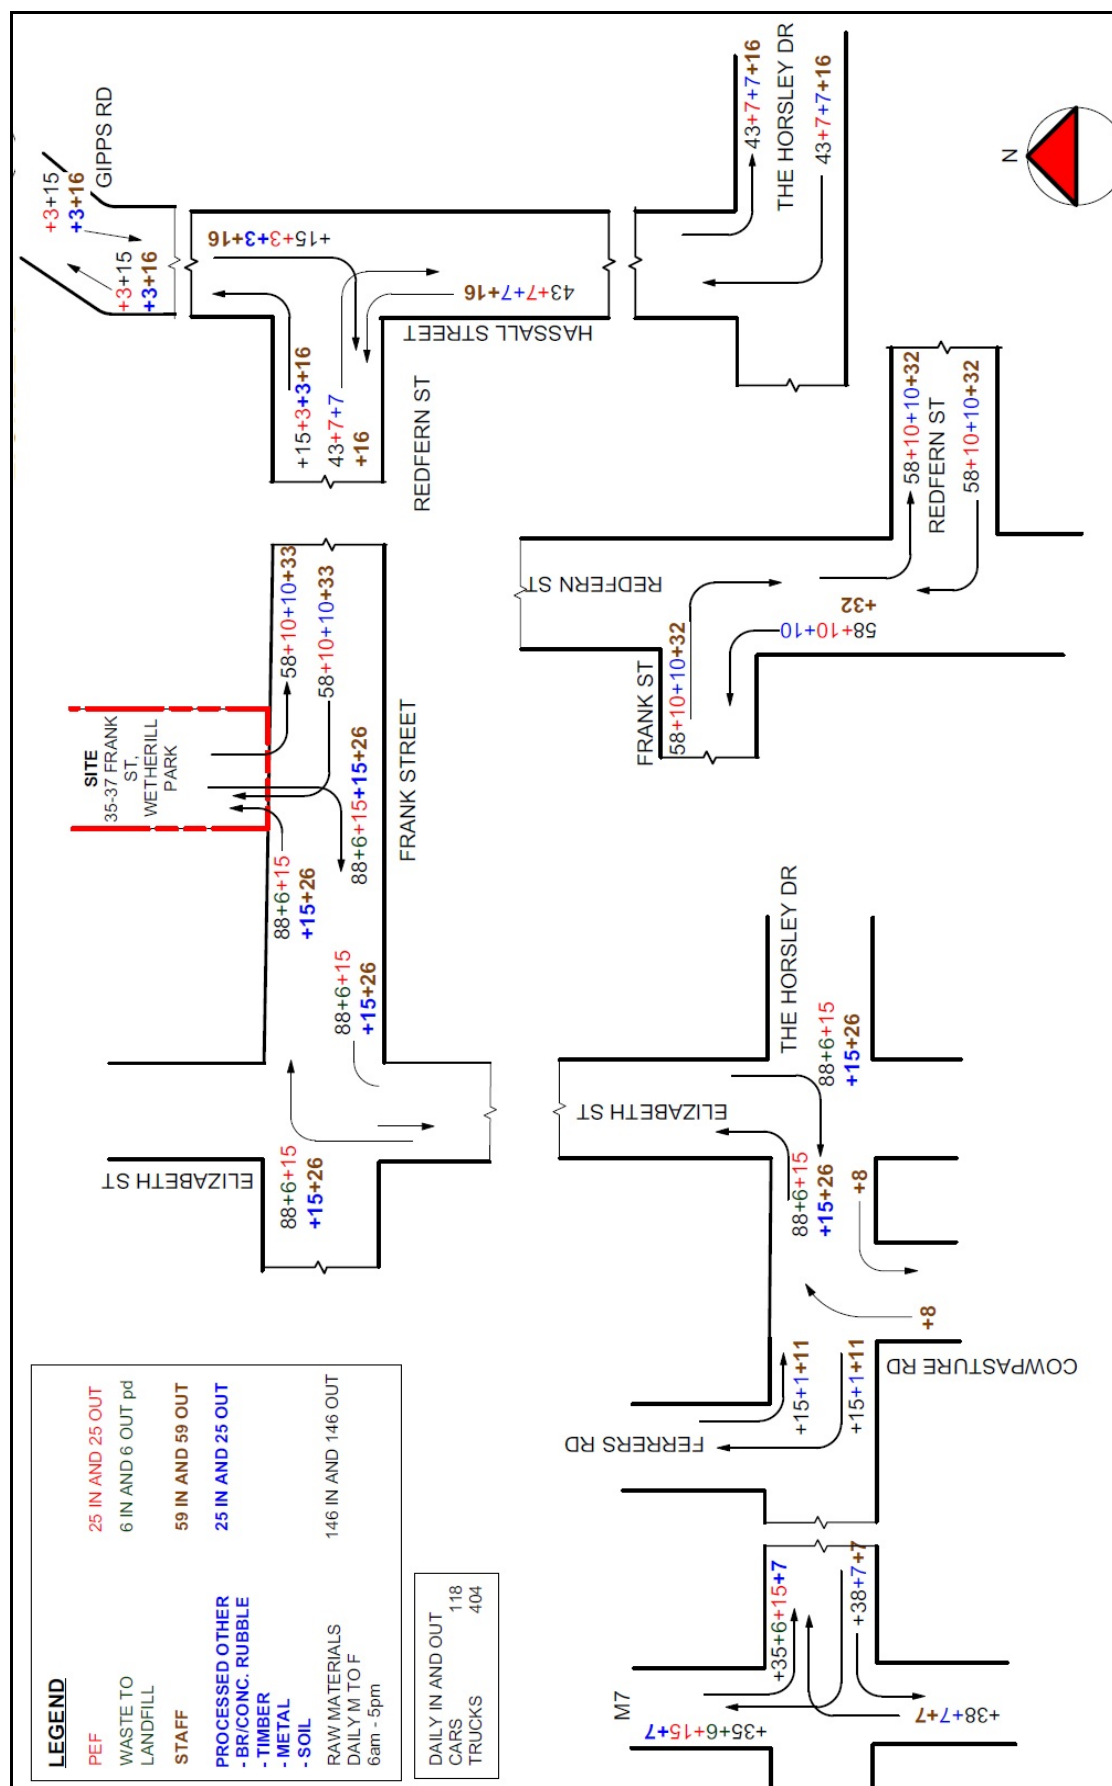 LEGEND
PEF 25 IN AND 25 OUT
WASTE TO 6 IN AND 6 OUT pd
LANDFILL
STAFF 59 IN AND 59 OUT
PROCESSED OTHER 25 IN AND 25 OUT
- BR/CONC. RUBBLE
- TIMBER
- METAL
- SOIL
RAW MATERIALS 146 IN AND 146 OUT
DAILY M TO F
6am - 5pm
DAILY IN AND OUT
CARS 118
TRUCKS 404
ELIZABETH ST
88+6+15
+15+26
88+6+15
+15+26
88+6+15
+15+26
88+6+15+15+26
FRANK STREET
SITE
35-37 FRANK
ST,
WETHERILL
PARK
58+10+10+33
58+10+10+33
REDFERN ST
+15+3+3+16
43+7+7
+16
HASSALL STREET
43+7+7+16
+15+3+3+16
GIPPS RD
+3+15
+3+16
+3+15
+3+16
THE HORSLEY DR
43+7+7+16
43+7+7+16
N
FRANK ST
58+10+10+32
REDFERN ST
58+10+10
+32
REDFERN ST
58+10+10+32
58+10+10+32
M7
+35+6+15+7
+35+6+15+7
+38+7+7
+38+7+7
FERRERS RD
+15+1+11
+15+1+11
COWPASTURE RD
+8
+8
ELIZABETH ST
88+6+15
+15+26
THE HORSLEY DR
88+6+15
+15+26